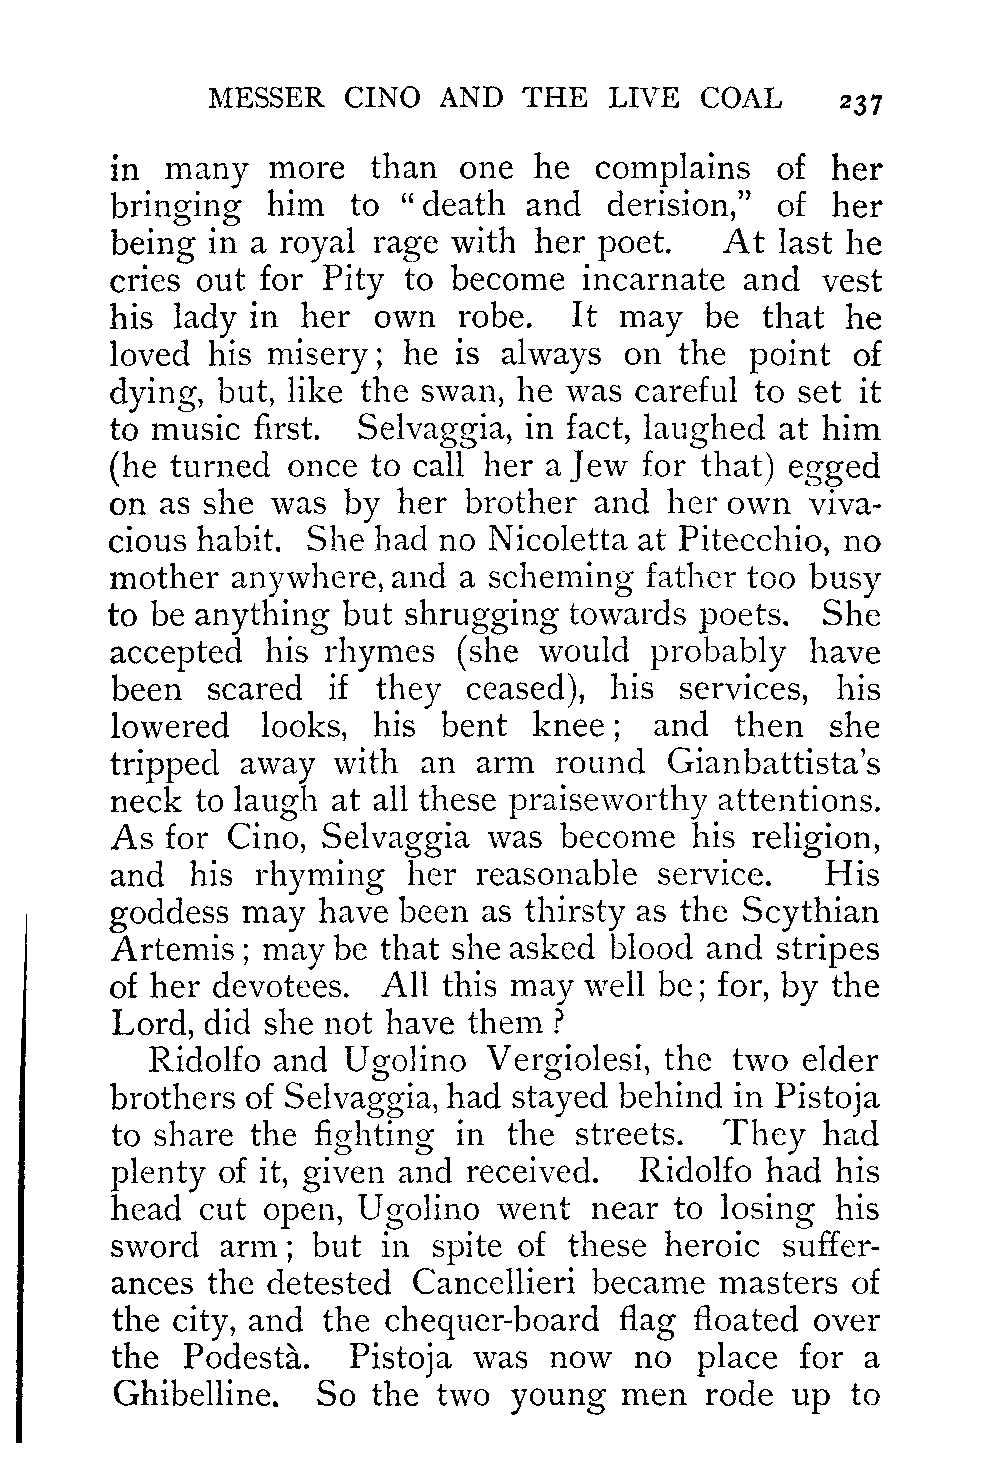 MESSER CINO AND THE LIVE COAL 237
in many more than one he complains of her
bringing him to “death and derision,” of her
being in a royal rage with her poet. At last he
cries out for Pity to become incarnate and vest
his lady in her own robe. It may be that he
loved his misery; he is always on the point of
dying, but, like the swan, he was careful to set it
to music first. Selvaggia, in fact, laughed at him
(he turned once to call her a Jew for that) egged
on as she was by her brother and her own viva-
cious habit. She had no Nicoletta at Pitecchio, no
mother anywhere, and a scheming father too busy
to be anything but shrugging towards poets. She
accepted his rhymes (she would probably have
been scared if they ceased), his services, his
lowered looks, his bent knee; and then she
tripped away with an arm round Gianbattista’s
neck to laugh at all these praiseworthy attentions.
As for Cino, Selvaggia was become his religion,
and his rhyming her reasonable service. His
goddess may have been as thirsty as the Scythian
Artemis; may be that she asked blood and stripes
of her devotees. All this may well be; for, by the
Lord, did she not have them?
Ridolfo and Ugolino Vergiolesi, the two elder
brothers of Selvaggia, had stayed behind in Pistoja
to share the fighting in the streets. They had
plenty of it, given and received. Ridolfo had his
head cut open, Ugolino went near to losing his
sword arm; but in spite of these heroic suffer-
ances the detested Cancellieri became masters of
the city, and the chequer-board flag floated over
the Podestà. Pistoja was now no place for a
Ghibelline. So the two young men rode up to